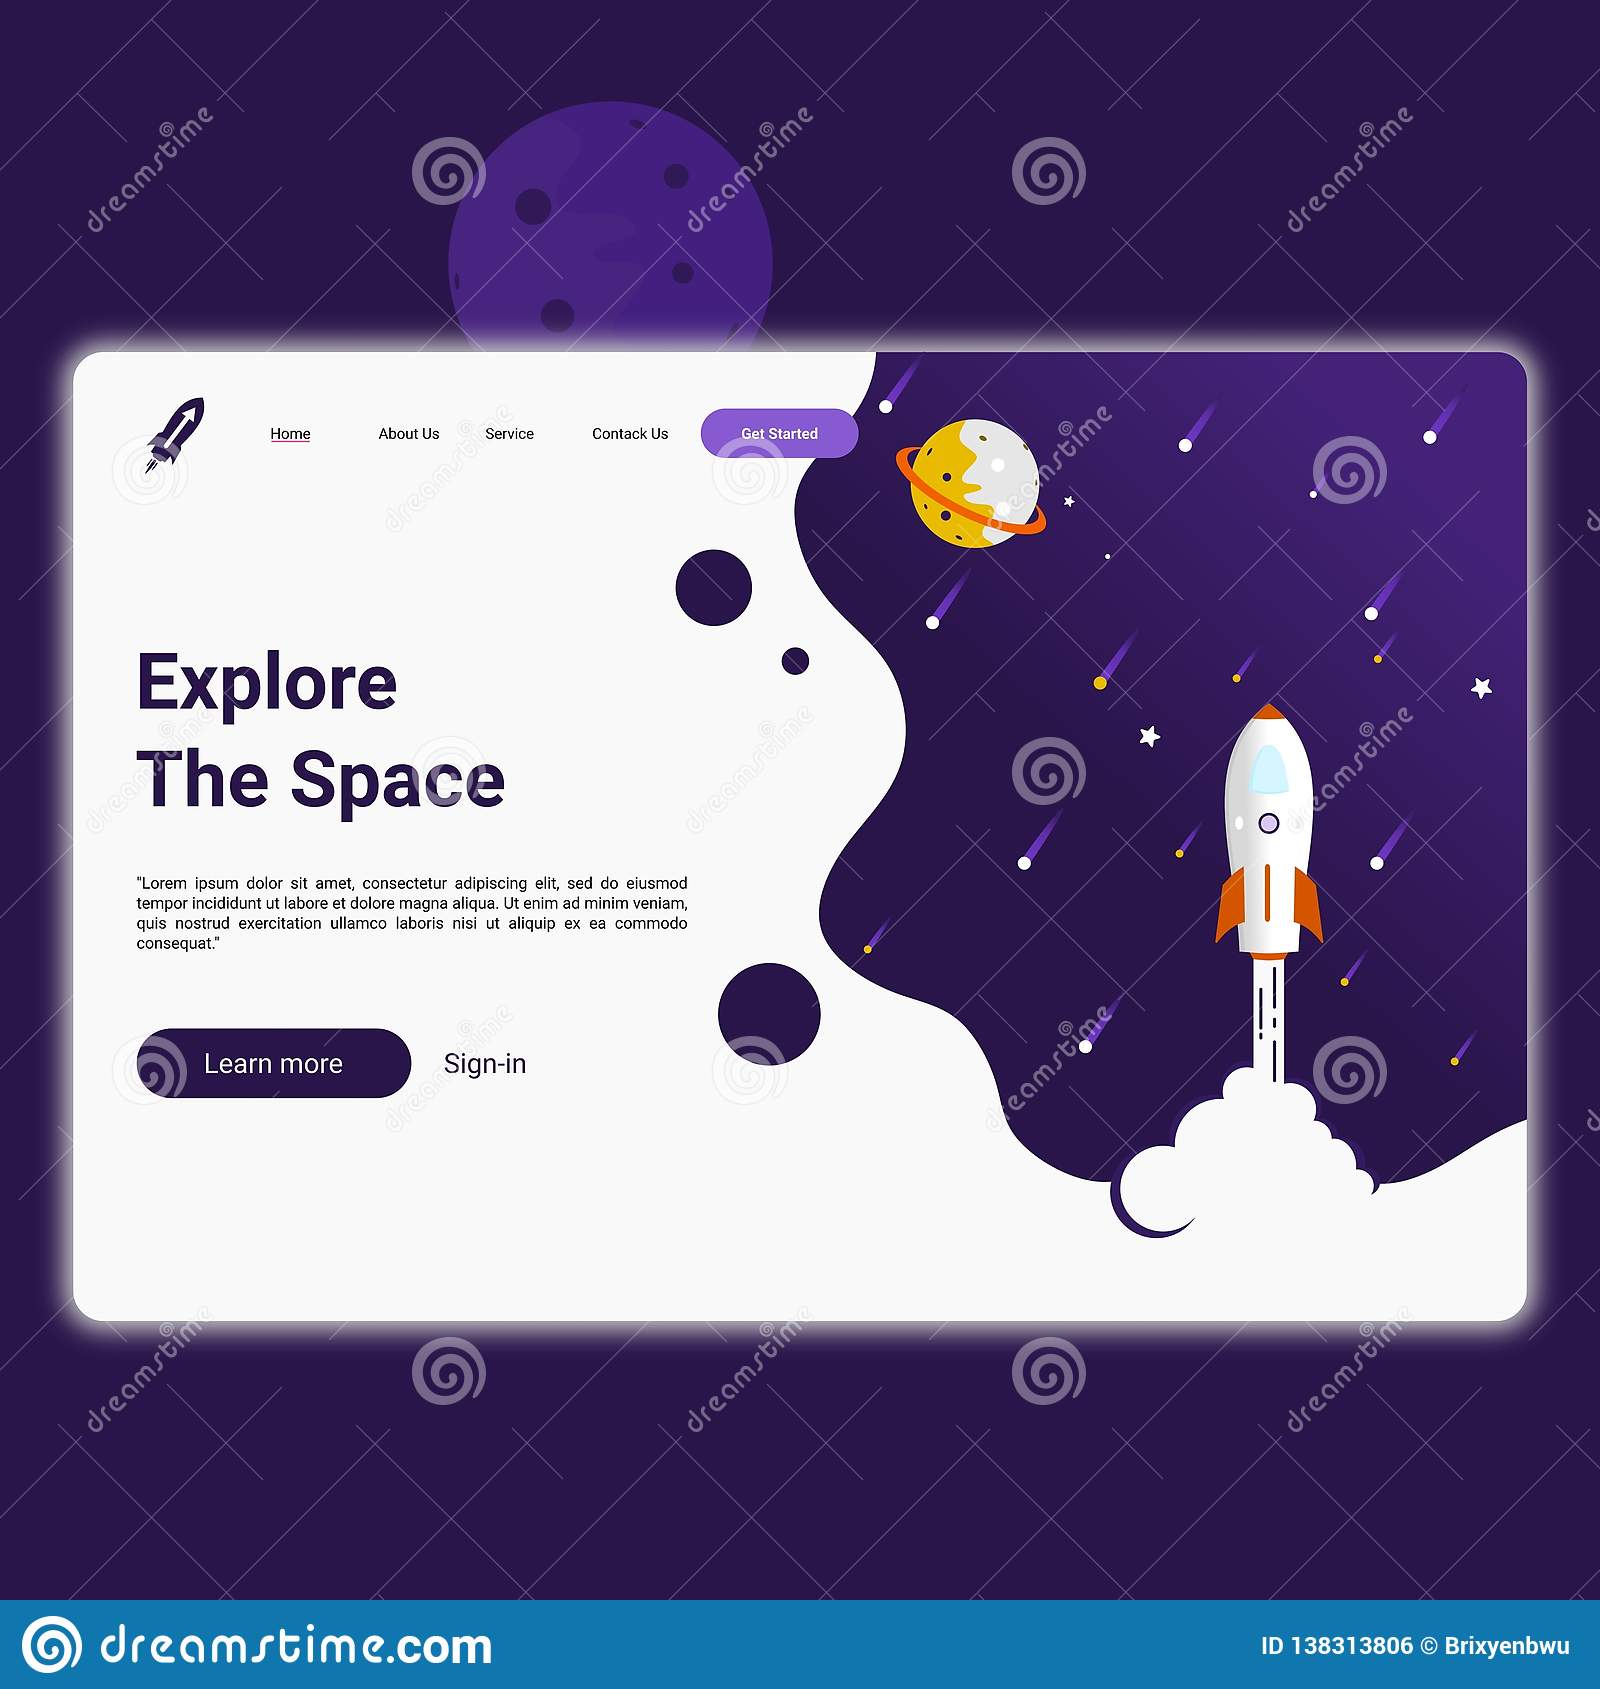 Home About Us Service Contack Us Get Started
Explore
The Space
"Lorem ipsum dolor sit amet, consectetur adipiscing elit, sed do eiusmod
tempor incididunt ut labore et dolore magna aliqua. Ut enim ad minim veniam,
quis nostrud exercitation ullamco laboris nisi ut aliquip ex ea commodo
consequat."
Learn more Sign-in
dreamstime
dreamstime.com ID 138313806 © Brixyenbwu